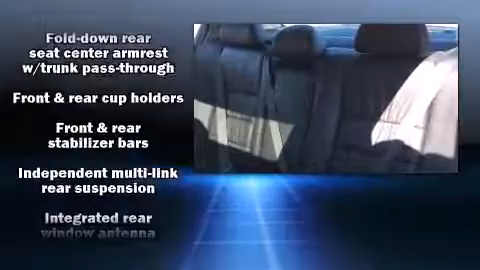 Fold-down rear
seat center armrest
w/trunk pass-through
Front & rear cup holders
Front & rear
stabilizer bars
Independent multi-link
rear suspension
Integrated rear
window antenna